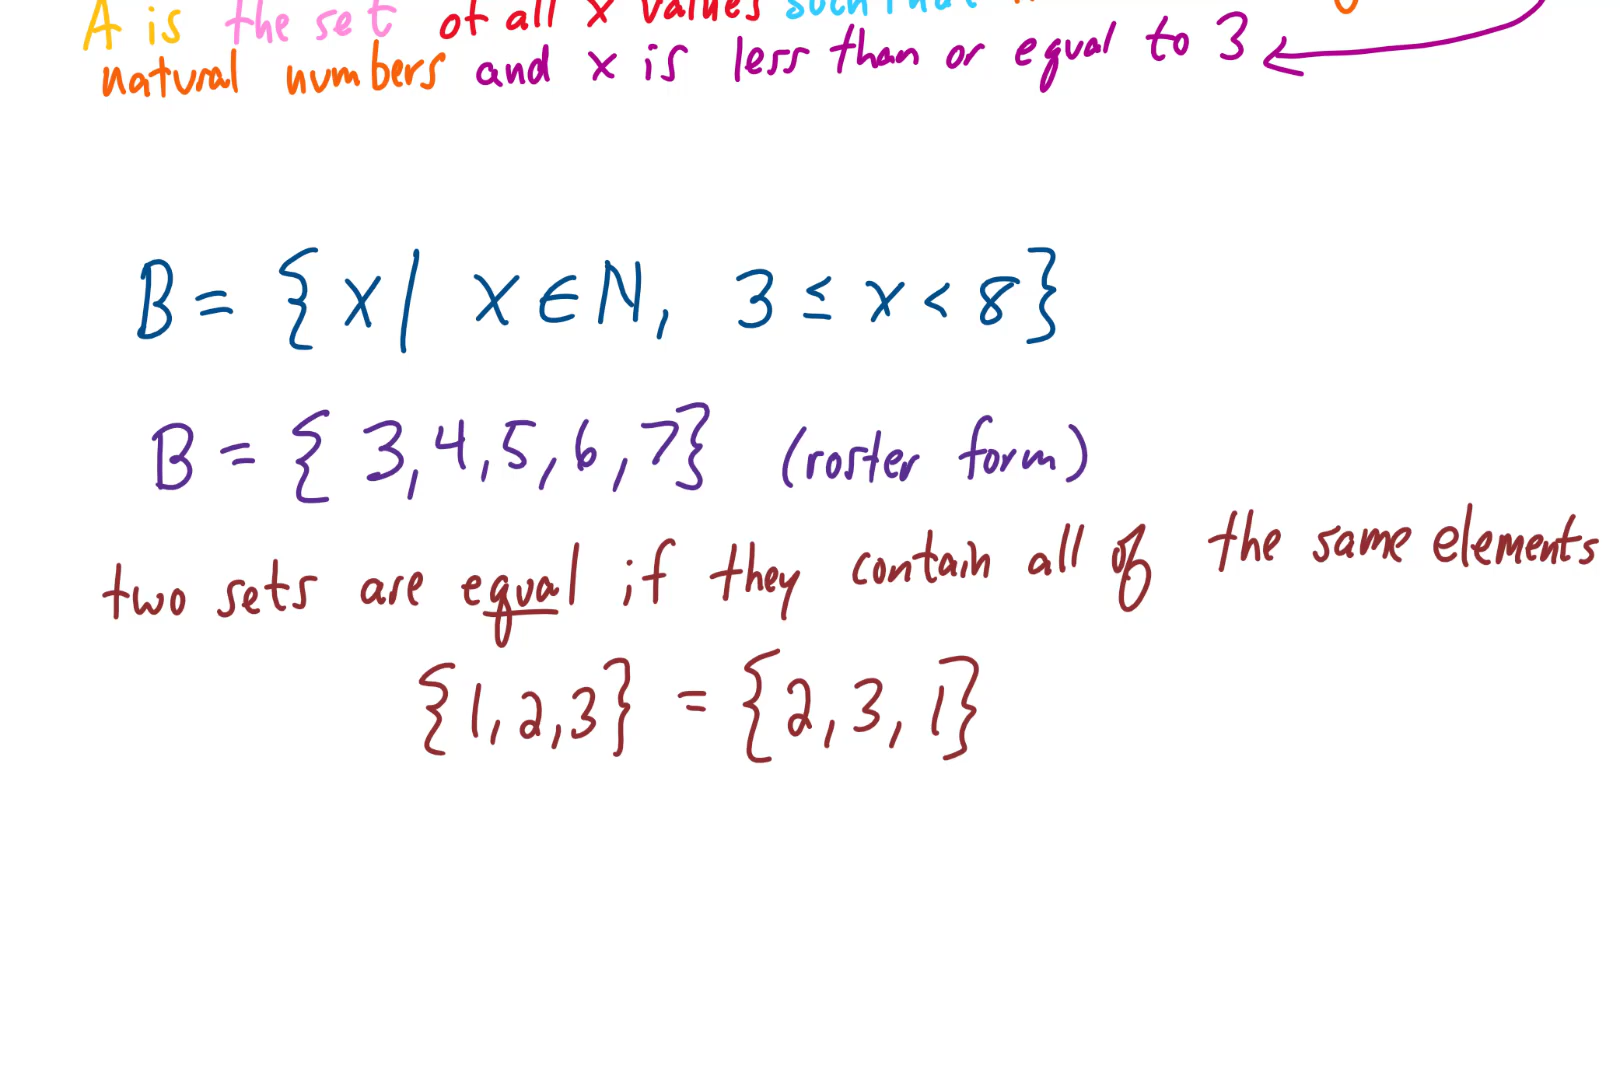 A is the set of all x values such that
natural numbers and x is less than or equal to 3
B = { x | x ∈ N, 3 ≤ x < 8 }
B = { 3, 4, 5, 6, 7 } (roster form)
two sets are equal if they contain all of the same elements
{ 1, 2, 3 } = { 2, 3, 1 }